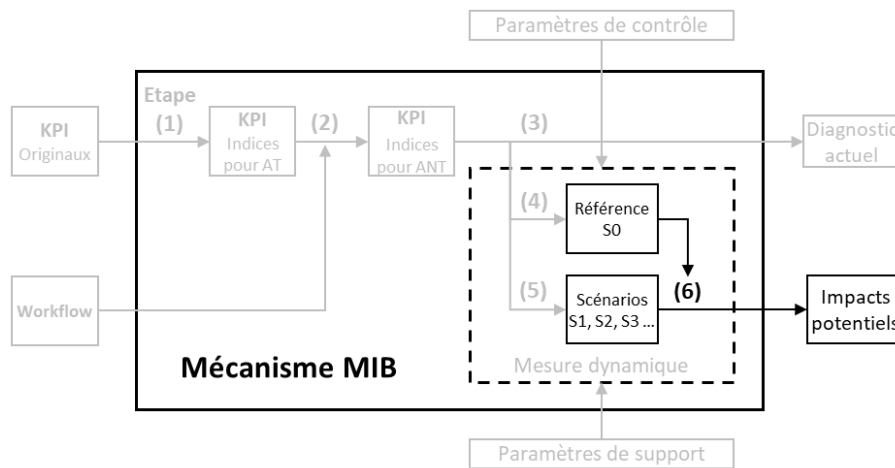 Paramètres de contrôle
Etape
KPI
Originaux
(1)
KPI
Indices
pour AT
(2)
KPI
Indices
pour ANT
(3)
Diagnostic
actuel
(4)
Référence
S0
(5)
Scénarios
S1, S2, S3 ...
(6)
Impacts
potentiels
Workflow
Mécanisme MIB
Mesure dynamique
Paramètres de support